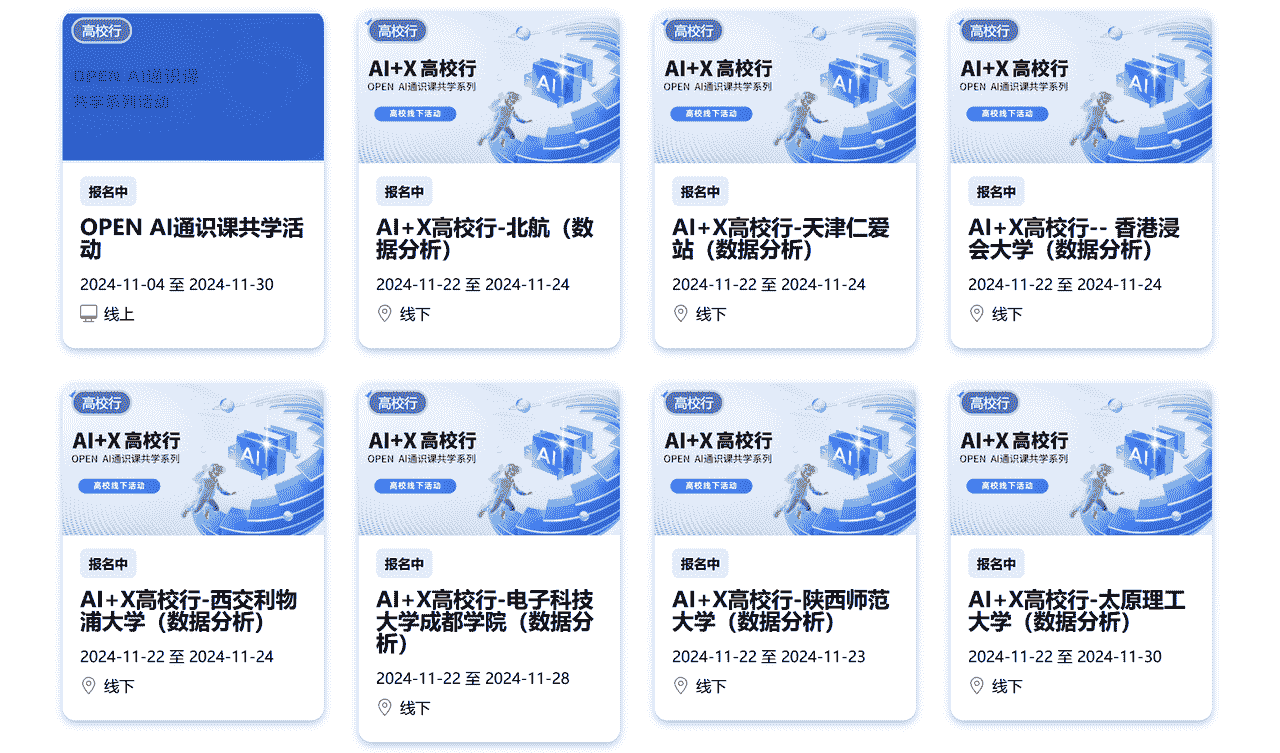 高校行
OPEN AI通识课
共学系列活动
报名中
OPEN AI通识课共学活
动
2024-11-04 至 2024-11-30
线上
高校行
AI+X 高校行
OPEN AI通识课共学系列
高校线下活动
AI
报名中
AI+X高校行-北航（数
据分析）
2024-11-22 至 2024-11-24
线下
高校行
AI+X 高校行
OPEN AI通识课共学系列
高校线下活动
AI
报名中
AI+X高校行-天津仁爱
站（数据分析）
2024-11-22 至 2024-11-24
线下
高校行
AI+X 高校行
OPEN AI通识课共学系列
高校线下活动
AI
报名中
AI+X高校行-- 香港浸
会大学（数据分析）
2024-11-22 至 2024-11-24
线下
高校行
AI+X 高校行
OPEN AI通识课共学系列
高校线下活动
AI
报名中
AI+X高校行-西交利物
浦大学（数据分析）
2024-11-22 至 2024-11-24
线下
高校行
AI+X 高校行
OPEN AI通识课共学系列
高校线下活动
AI
报名中
AI+X高校行-电子科技
大学成都学院（数据分
析）
2024-11-22 至 2024-11-28
线下
高校行
AI+X 高校行
OPEN AI通识课共学系列
高校线下活动
AI
报名中
AI+X高校行-陕西师范
大学（数据分析）
2024-11-22 至 2024-11-23
线下
高校行
AI+X 高校行
OPEN AI通识课共学系列
高校线下活动
AI
报名中
AI+X高校行-太原理工
大学（数据分析）
2024-11-22 至 2024-11-30
线下